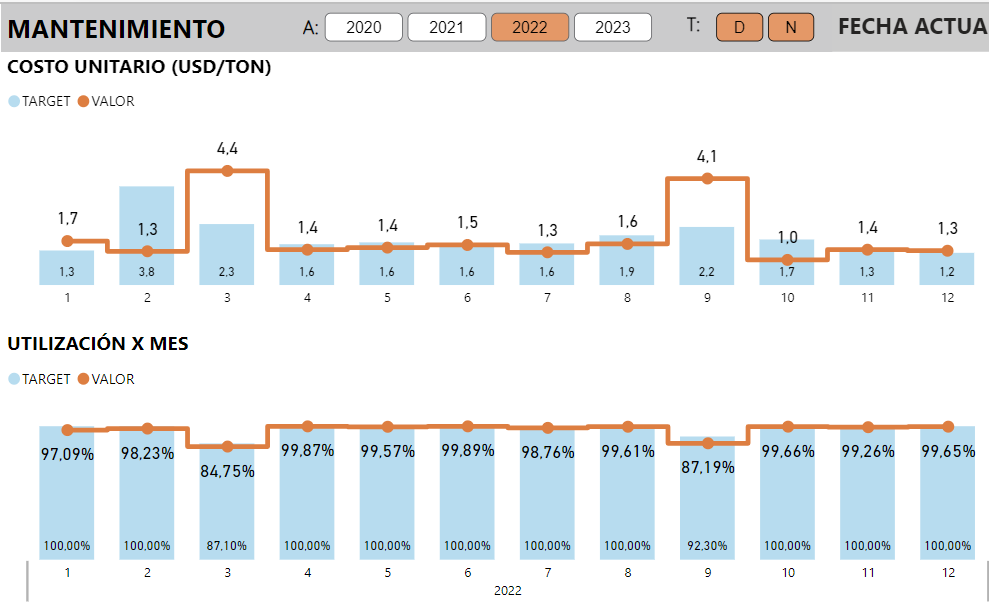 MANTENIMIENTO A: 2020 2021 2022 2023 T: D N FECHA ACTUA
COSTO UNITARIO (USD/TON)
TARGET VALOR
1,7 1,3 4,4 1,4 1,4 1,5 1,3 1,6 4,1 1,0 1,4 1,3
1,3 3,8 2,3 1,6 1,6 1,6 1,6 1,9 2,2 1,7 1,3 1,2
1 2 3 4 5 6 7 8 9 10 11 12
UTILIZACIÓN X MES
TARGET VALOR
97,09% 98,23% 84,75% 99,87% 99,57% 99,89% 98,76% 99,61% 87,19% 99,66% 99,26% 99,65%
100,00% 100,00% 87,10% 100,00% 100,00% 100,00% 100,00% 100,00% 92,30% 100,00% 100,00% 100,00%
1 2 3 4 5 6 7 8 9 10 11 12
2022